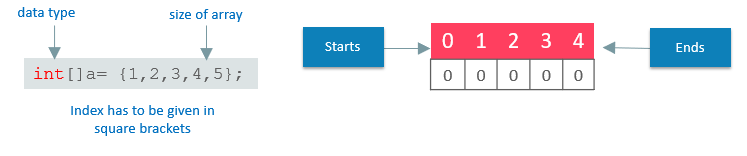 data type
size of array
int[]a= {1,2,3,4,5};
Index has to be given in
square brackets
Starts
0 1 2 3 4
0 0 0 0 0
Ends